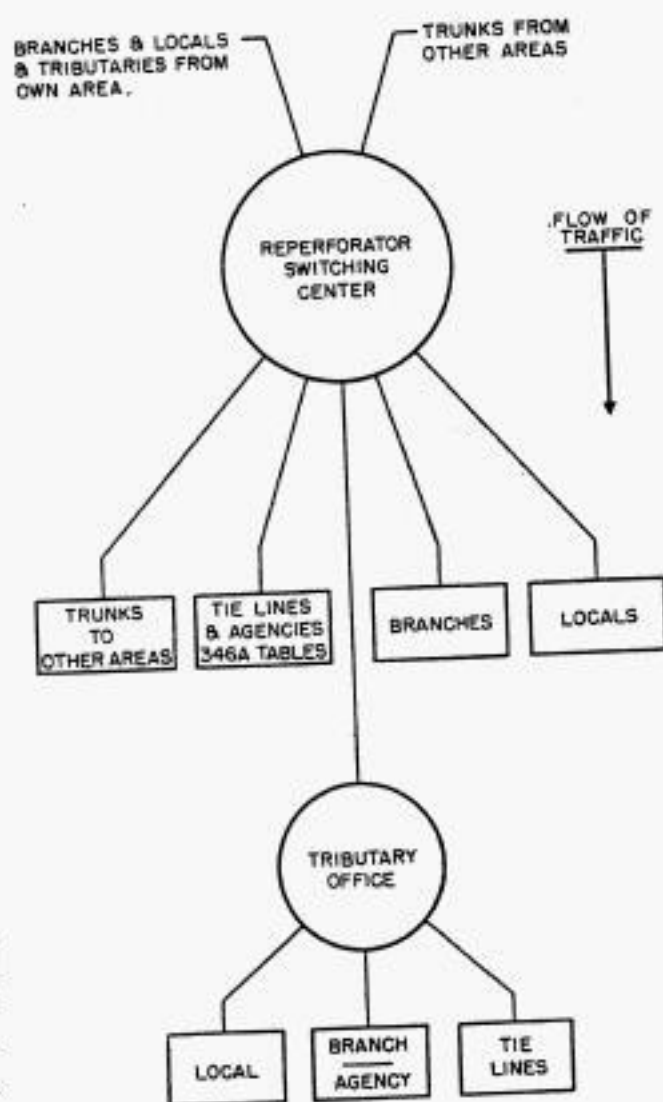 BRANCHES & LOCALS
& TRIBUTARIES FROM
OWN AREA.
TRUNKS FROM
OTHER AREAS
REPERFORATOR
SWITCHING
CENTER
FLOW OF
TRAFFIC
TRUNKS
TO
OTHER AREAS
TIE LINES
& AGENCIES
346A TABLES
BRANCHES
LOCALS
TRIBUTARY
OFFICE
LOCAL
BRANCH
AGENCY
TIE
LINES